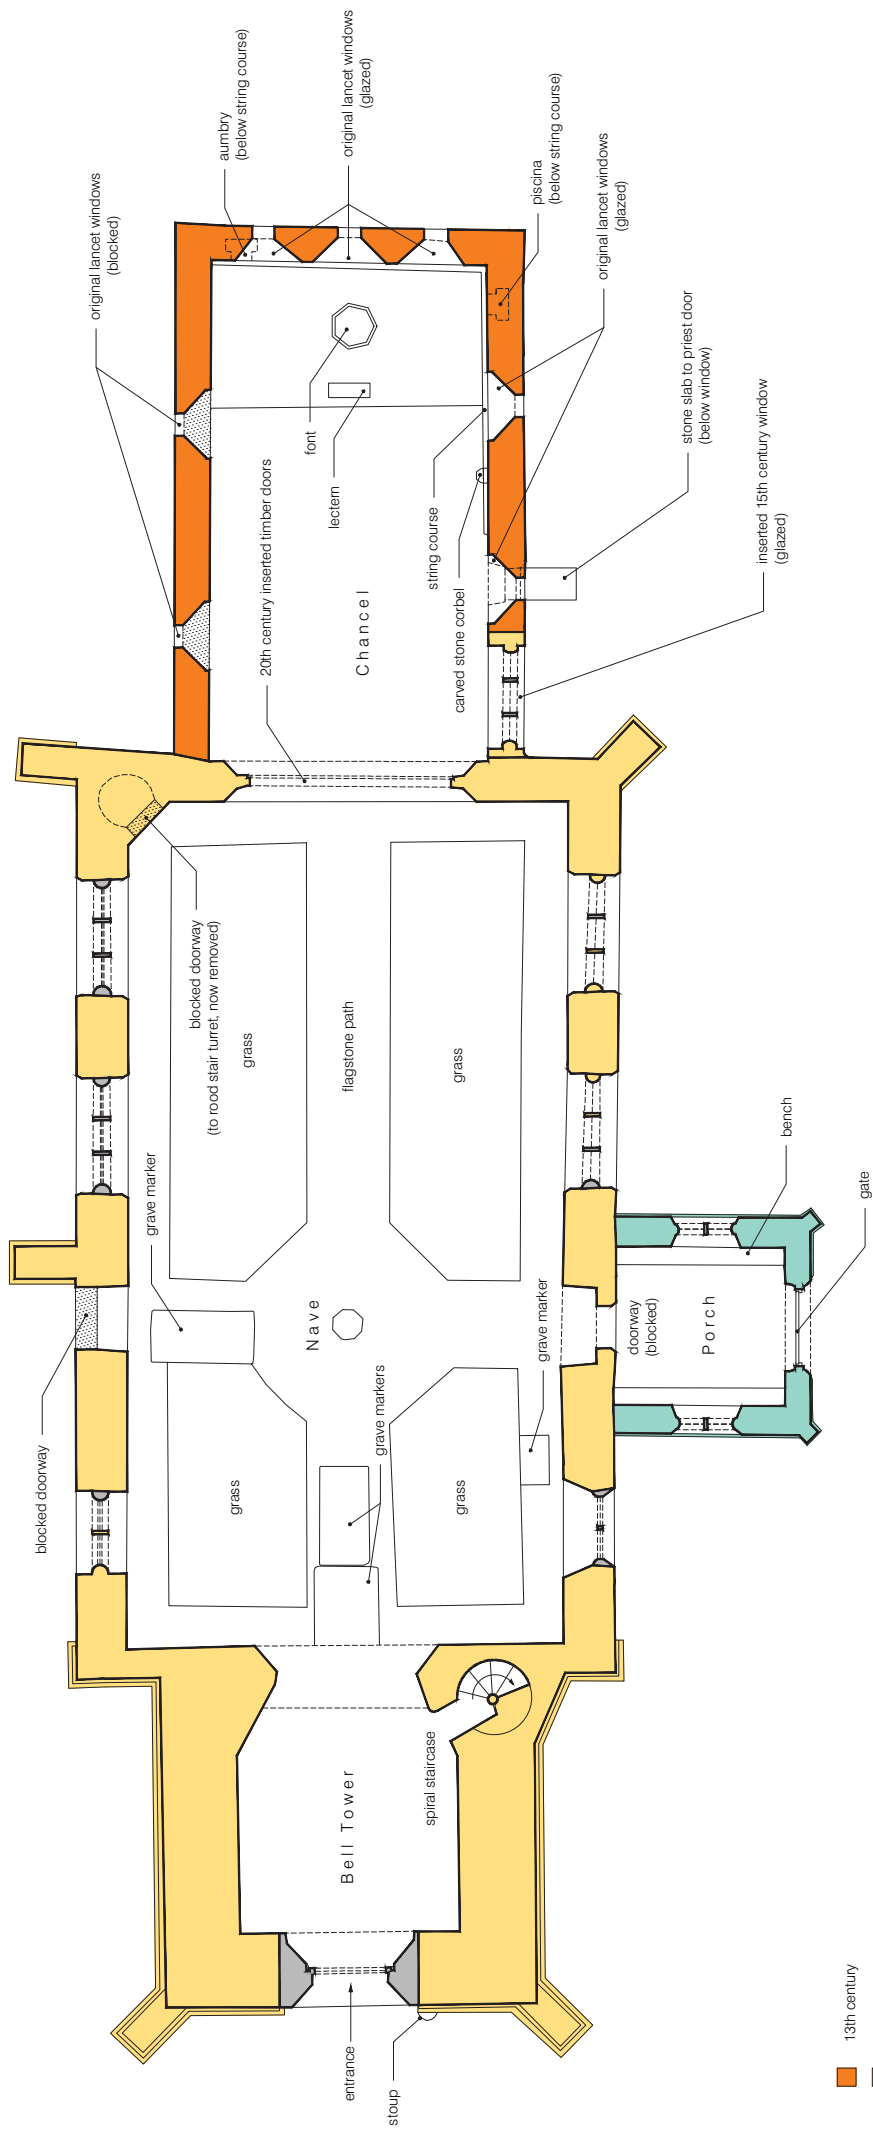 original lancet windows
(blocked)
aumbry
(below string course)
original lancet windows
(glazed)
piscina
(below string course)
original lancet windows
(glazed)
stone slab to priest door
(below window)
inserted 15th century window
(glazed)
font
lectern
20th century inserted timber doors
string course
carved stone corbel
Chancel
blocked doorway
(to rood stair turret, now removed)
grass
flagstone path
grass
grave marker
Nave
grave markers
grave marker
doorway
(blocked)
Porch
bench
gate
blocked doorway
grass
grass
spiral staircase
Bell Tower
entrance
stoup
13th century